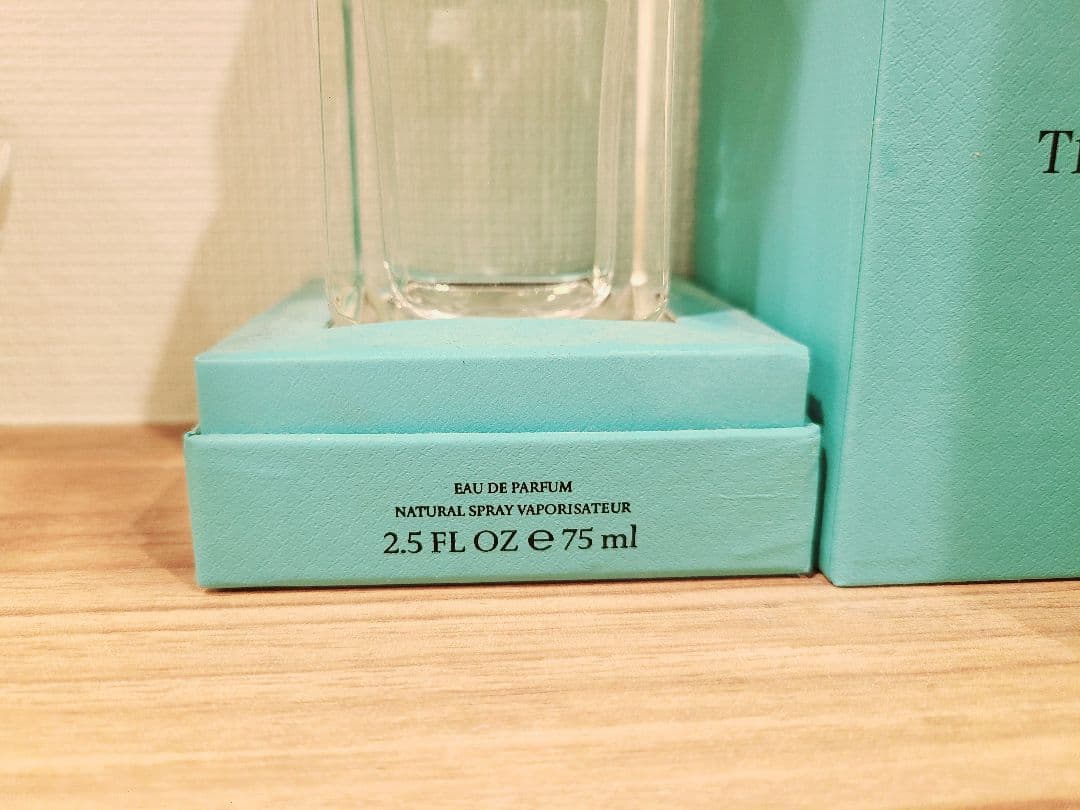 EAU DE PARFUM
NATURAL SPRAY VAPORISATEUR
2.5 FL OZ ℮ 75 ml